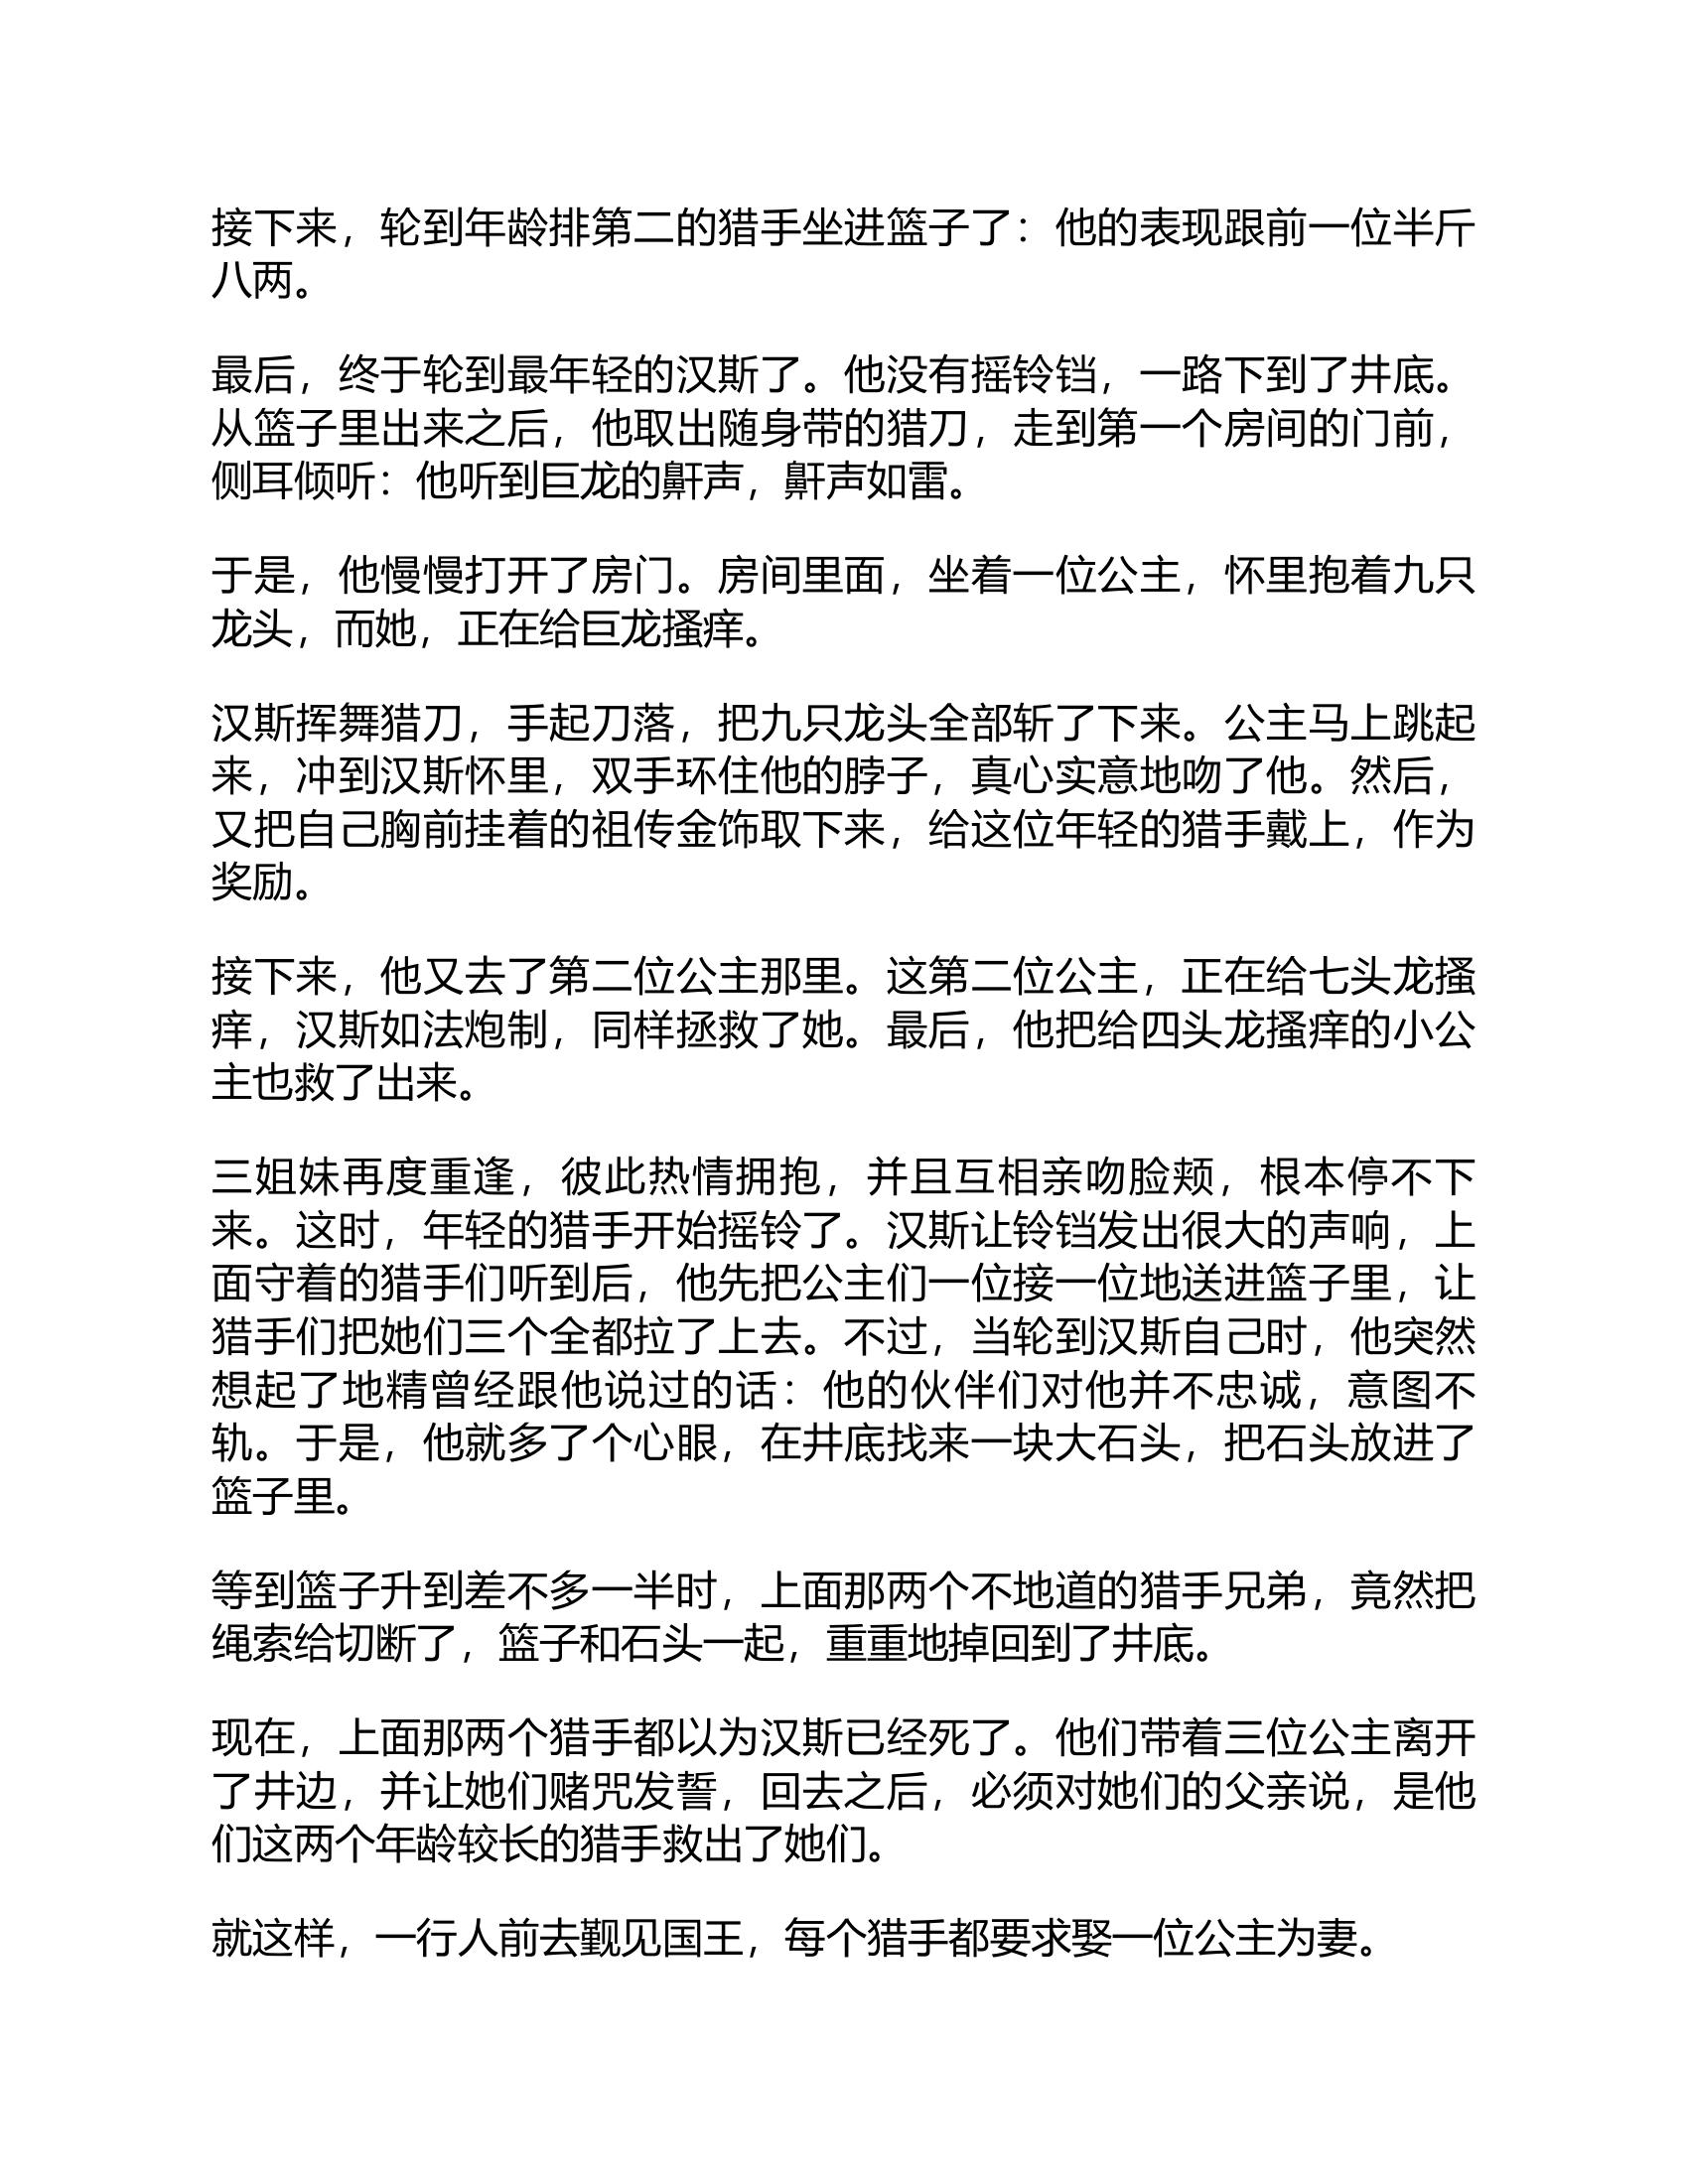 接下来，轮到年龄排第二的猎手坐进篮子了：他的表现跟前一位半斤
八两。
最后，终于轮到最年轻的汉斯了。他没有摇铃铛，一路下到了井底。
从篮子里出来之后，他取出随身带的猎刀，走到第一个房间的门前，
侧耳倾听：他听到巨龙的鼾声，鼾声如雷。
于是，他慢慢打开了房门。房间里面，坐着一位公主，怀里抱着九只
龙头，而她，正在给巨龙搔痒。
汉斯挥舞猎刀，手起刀落，把九只龙头全部斩了下来。公主马上跳起
来，冲到汉斯怀里，双手环住他的脖子，真心实意地吻了他。然后，
又把自己胸前挂着的祖传金饰取下来，给这位年轻的猎手戴上，作为
奖励。
接下来，他又去了第二位公主那里。这第二位公主，正在给七头龙搔
痒，汉斯如法炮制，同样拯救了她。最后，他把给四头龙搔痒的小公
主也救了出来。
三姐妹再度重逢，彼此热情拥抱，并且互相亲吻脸颊，根本停不下
来。这时，年轻的猎手开始摇铃了。汉斯让铃铛发出很大的声响，上
面守着的猎手们听到后，他先把公主们一位接一位地送进篮子里，让
猎手们把她们三个全都拉了上去。不过，当轮到汉斯自己时，他突然
想起了地精曾经跟他说过的话：他的伙伴们对他并不忠诚，意图不
轨。于是，他就多了个心眼，在井底找来一块大石头，把石头放进了
篮子里。
等到篮子升到差不多一半时，上面那两个不地道的猎手兄弟，竟然把
绳索给切断了，篮子和石头一起，重重地掉回到了井底。
现在，上面那两个猎手都以为汉斯已经死了。他们带着三位公主离开
了井边，并让她们赌咒发誓，回去之后，必须对她们的父亲说，是他
们这两个年龄较长的猎手救出了她们。
就这样，一行人前去觐见国王，每个猎手都要求娶一位公主为妻。